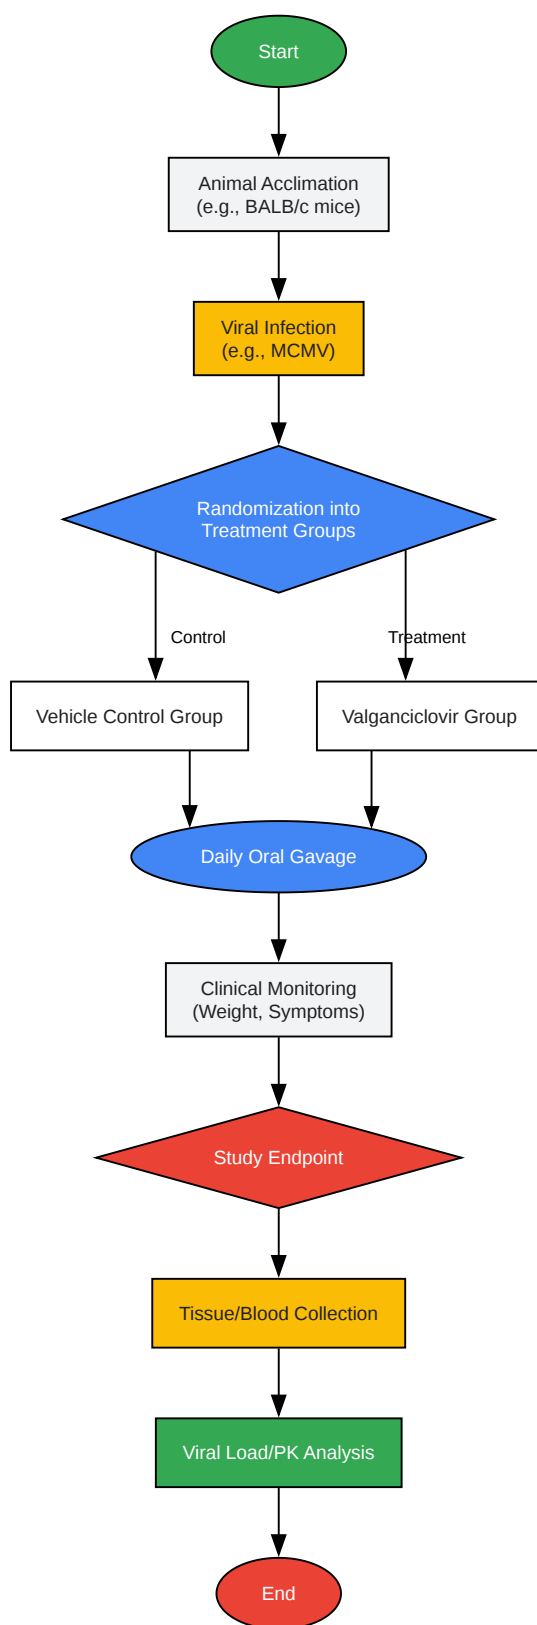 Start
Animal Acclimation
(e.g., BALB/c mice)
Viral Infection
(e.g., MCMV)
Randomization into
Treatment Groups
Control
Treatment
Vehicle Control Group
Valganciclovir Group
Daily Oral Gavage
Clinical Monitoring
(Weight, Symptoms)
Study Endpoint
Tissue/Blood Collection
Viral Load/PK Analysis
End